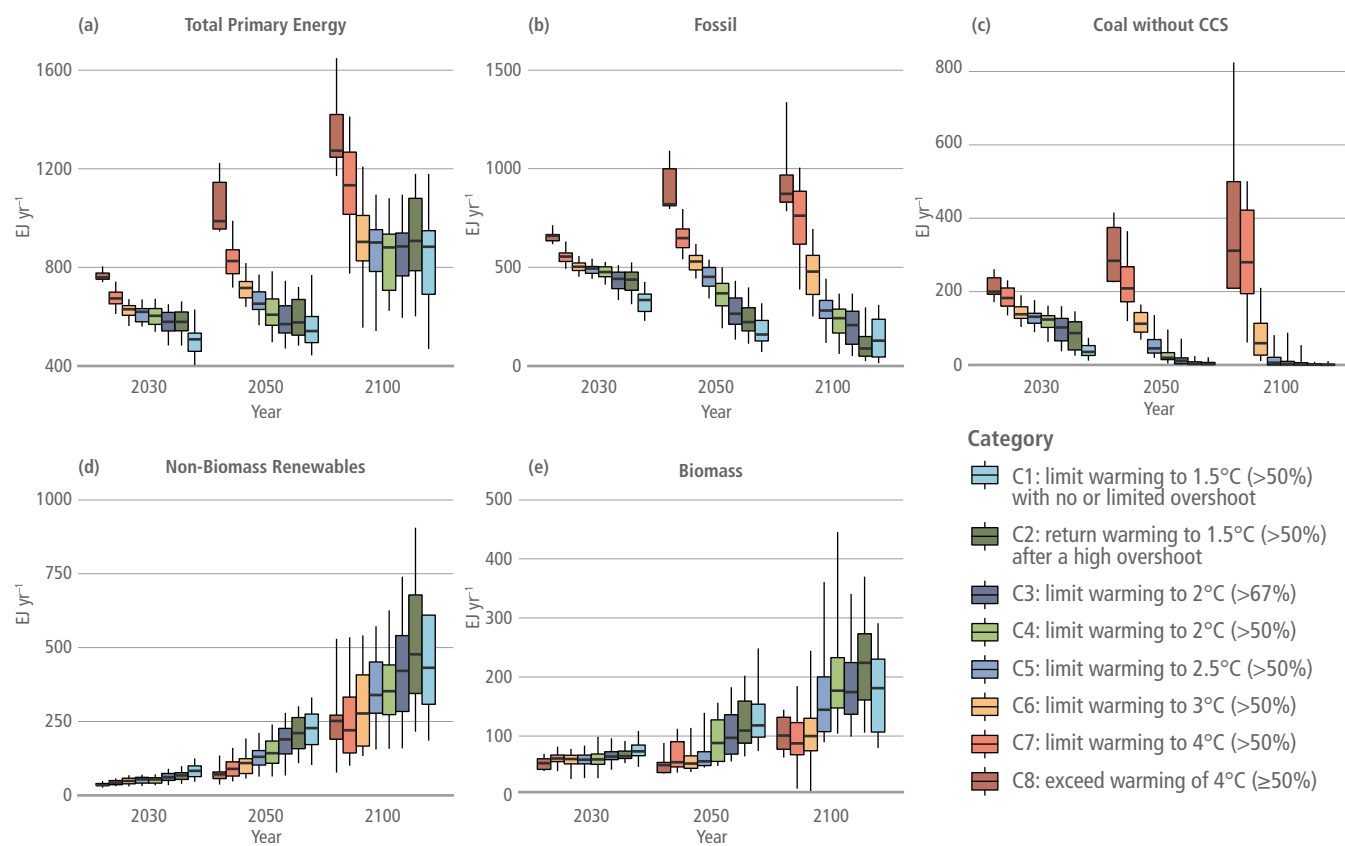 (a) Total Primary Energy
1600
1200
800
400
EJ yr⁻¹
2030 2050 2100
Year
(b) Fossil
1500
1000
500
0
EJ yr⁻¹
2030 2050 2100
Year
(c) Coal without CCS
800
600
400
200
0
EJ yr⁻¹
2030 2050 2100
Year
(d) Non-Biomass Renewables
1000
750
500
250
0
EJ yr⁻¹
2030 2050 2100
Year
(e) Biomass
500
400
300
200
100
0
EJ yr⁻¹
2030 2050 2100
Year
Category
C1: limit warming to 1.5°C (>50%)
with no or limited overshoot
C2: return warming to 1.5°C (>50%)
after a high overshoot
C3: limit warming to 2°C (>67%)
C4: limit warming to 2°C (>50%)
C5: limit warming to 2.5°C (>50%)
C6: limit warming to 3°C (>50%)
C7: limit warming to 4°C (>50%)
C8: exceed warming of 4°C (≥50%)